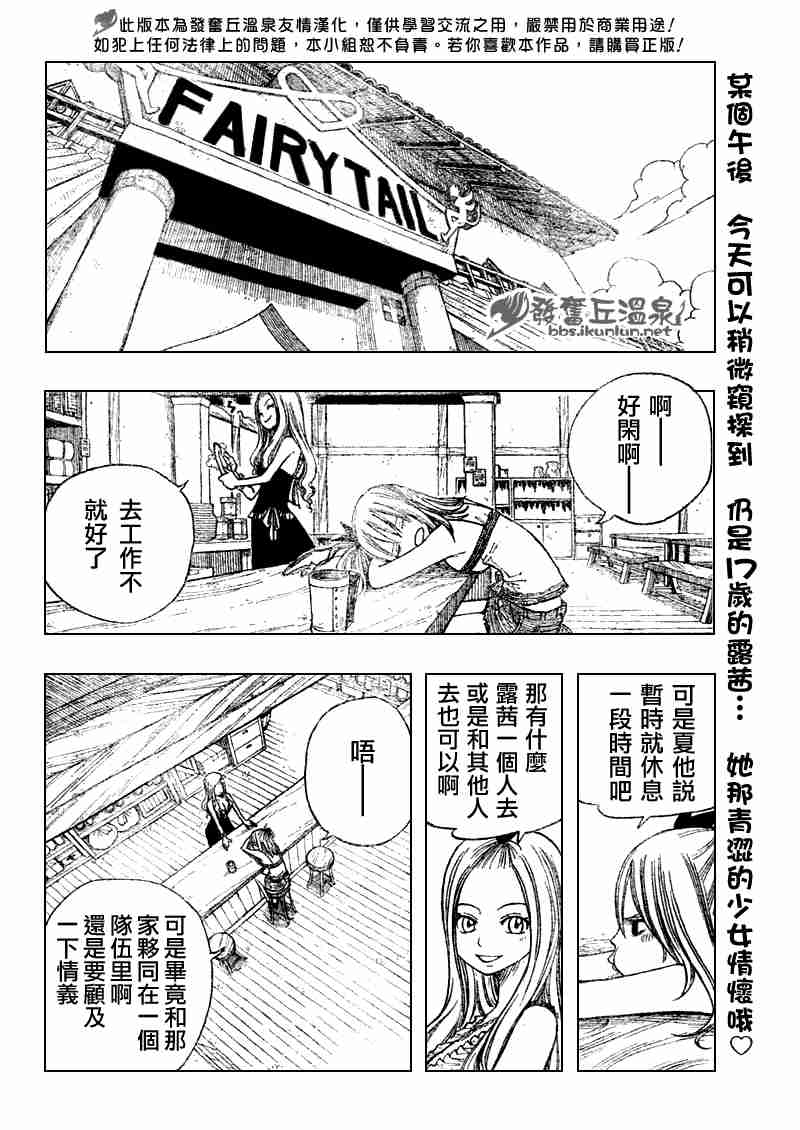 此版本為發奮丘溫泉友情漢化，僅供學習交流之用，嚴禁用於商業用途！
如犯上任何法律上的問題，本小組恕不負責。若你喜歡本作品，請購買正版！
某個午後　今天可以稍微窺探到　仍是17歲的露茜…　她那青澀的少女情懷哦♡
FAIRY TAIL
發奮丘溫泉
bbs.ikunlun.net
啊——
好閑啊——
去工作不
就好了
可是夏他説
暫時就休息
一段時間吧
那有什麼
露茜一個人去
或是和其他人
去也可以啊
唔——
可是畢竟和那
家夥同在一個
隊伍里啊
還是要顧及
一下情義